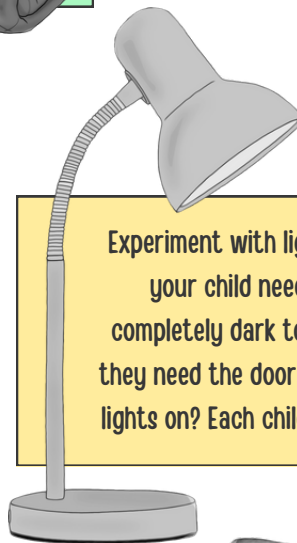 Experiment with
your child
completely dark
they need the door
lights on? Each